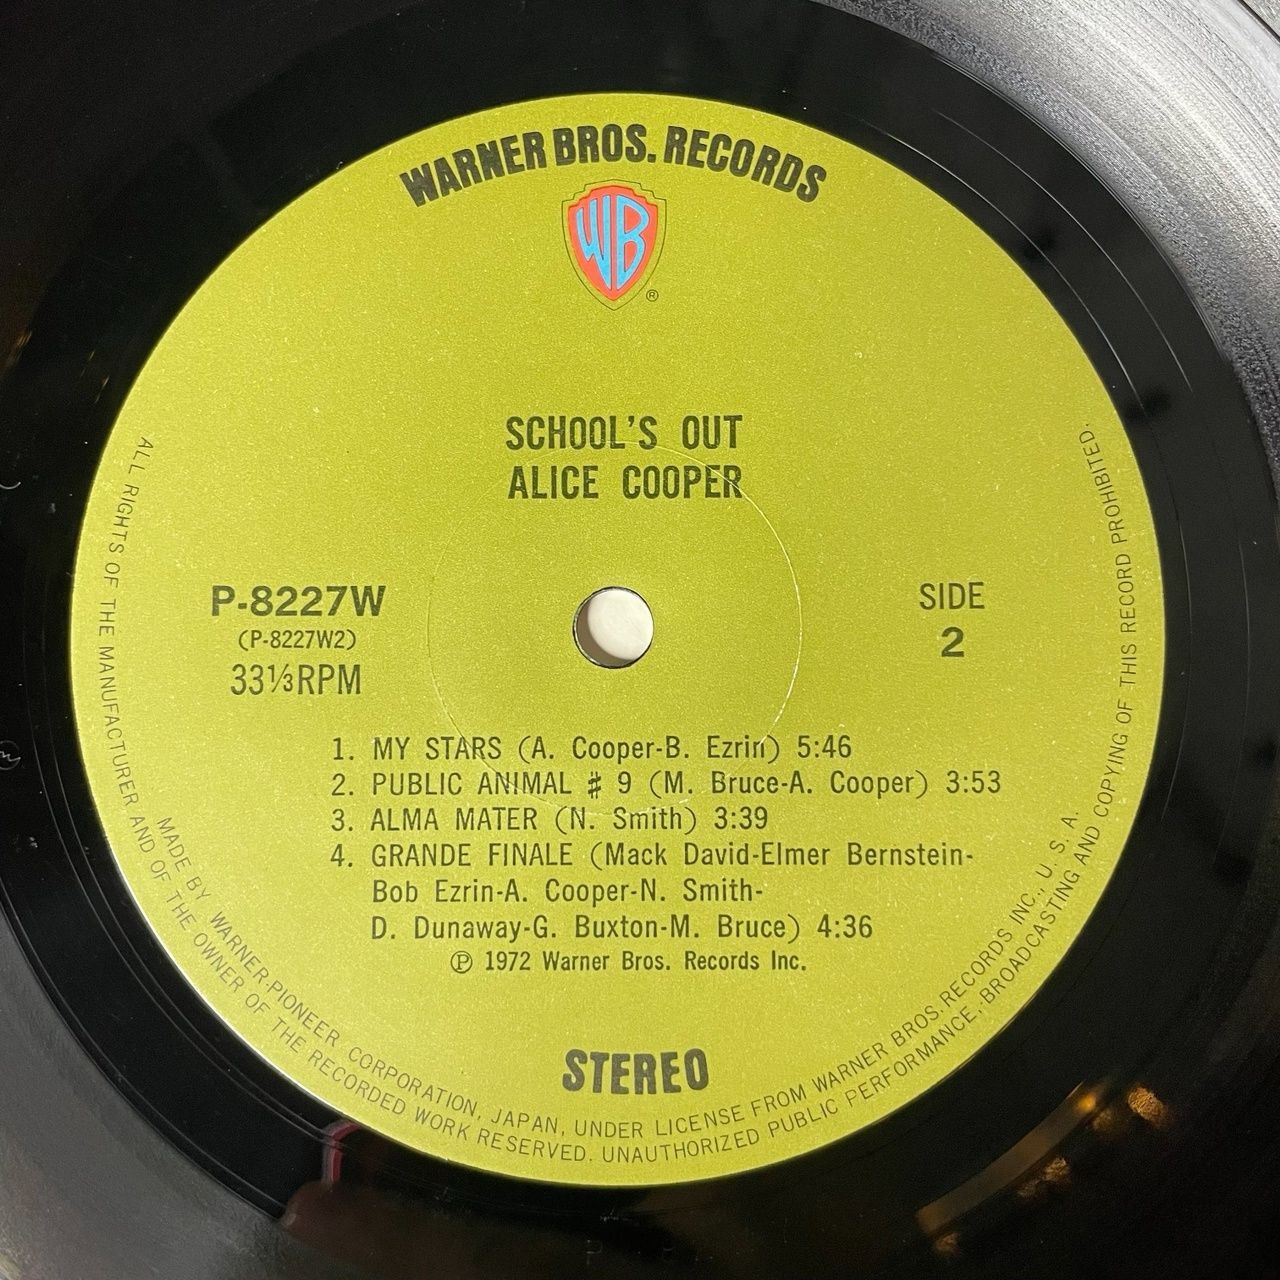 WARNER BROS. RECORDS
WB
®
SCHOOL'S OUT
ALICE COOPER
P-8227W
(P-8227W2)
33⅓RPM
SIDE
2
1. MY STARS (A. Cooper-B. Ezrin) 5:46
2. PUBLIC ANIMAL # 9 (M. Bruce-A. Cooper) 3:53
3. ALMA MATER (N. Smith) 3:39
4. GRANDE FINALE (Mack David-Elmer Bernstein-
Bob Ezrin-A. Cooper-N. Smith-
D. Dunaway-G. Buxton-M. Bruce) 4:36
Ⓟ 1972 Warner Bros. Records Inc.
STEREO
MADE BY WARNER-PIONEER CORPORATION, JAPAN, UNDER LICENSE FROM WARNER BROS. RECORDS INC., U. S. A.
ALL RIGHTS OF THE MANUFACTURER AND OF THE OWNER OF THE RECORDED WORK RESERVED. UNAUTHORIZED PUBLIC PERFORMANCE, BROADCASTING AND COPYING OF THIS RECORD PROHIBITED.